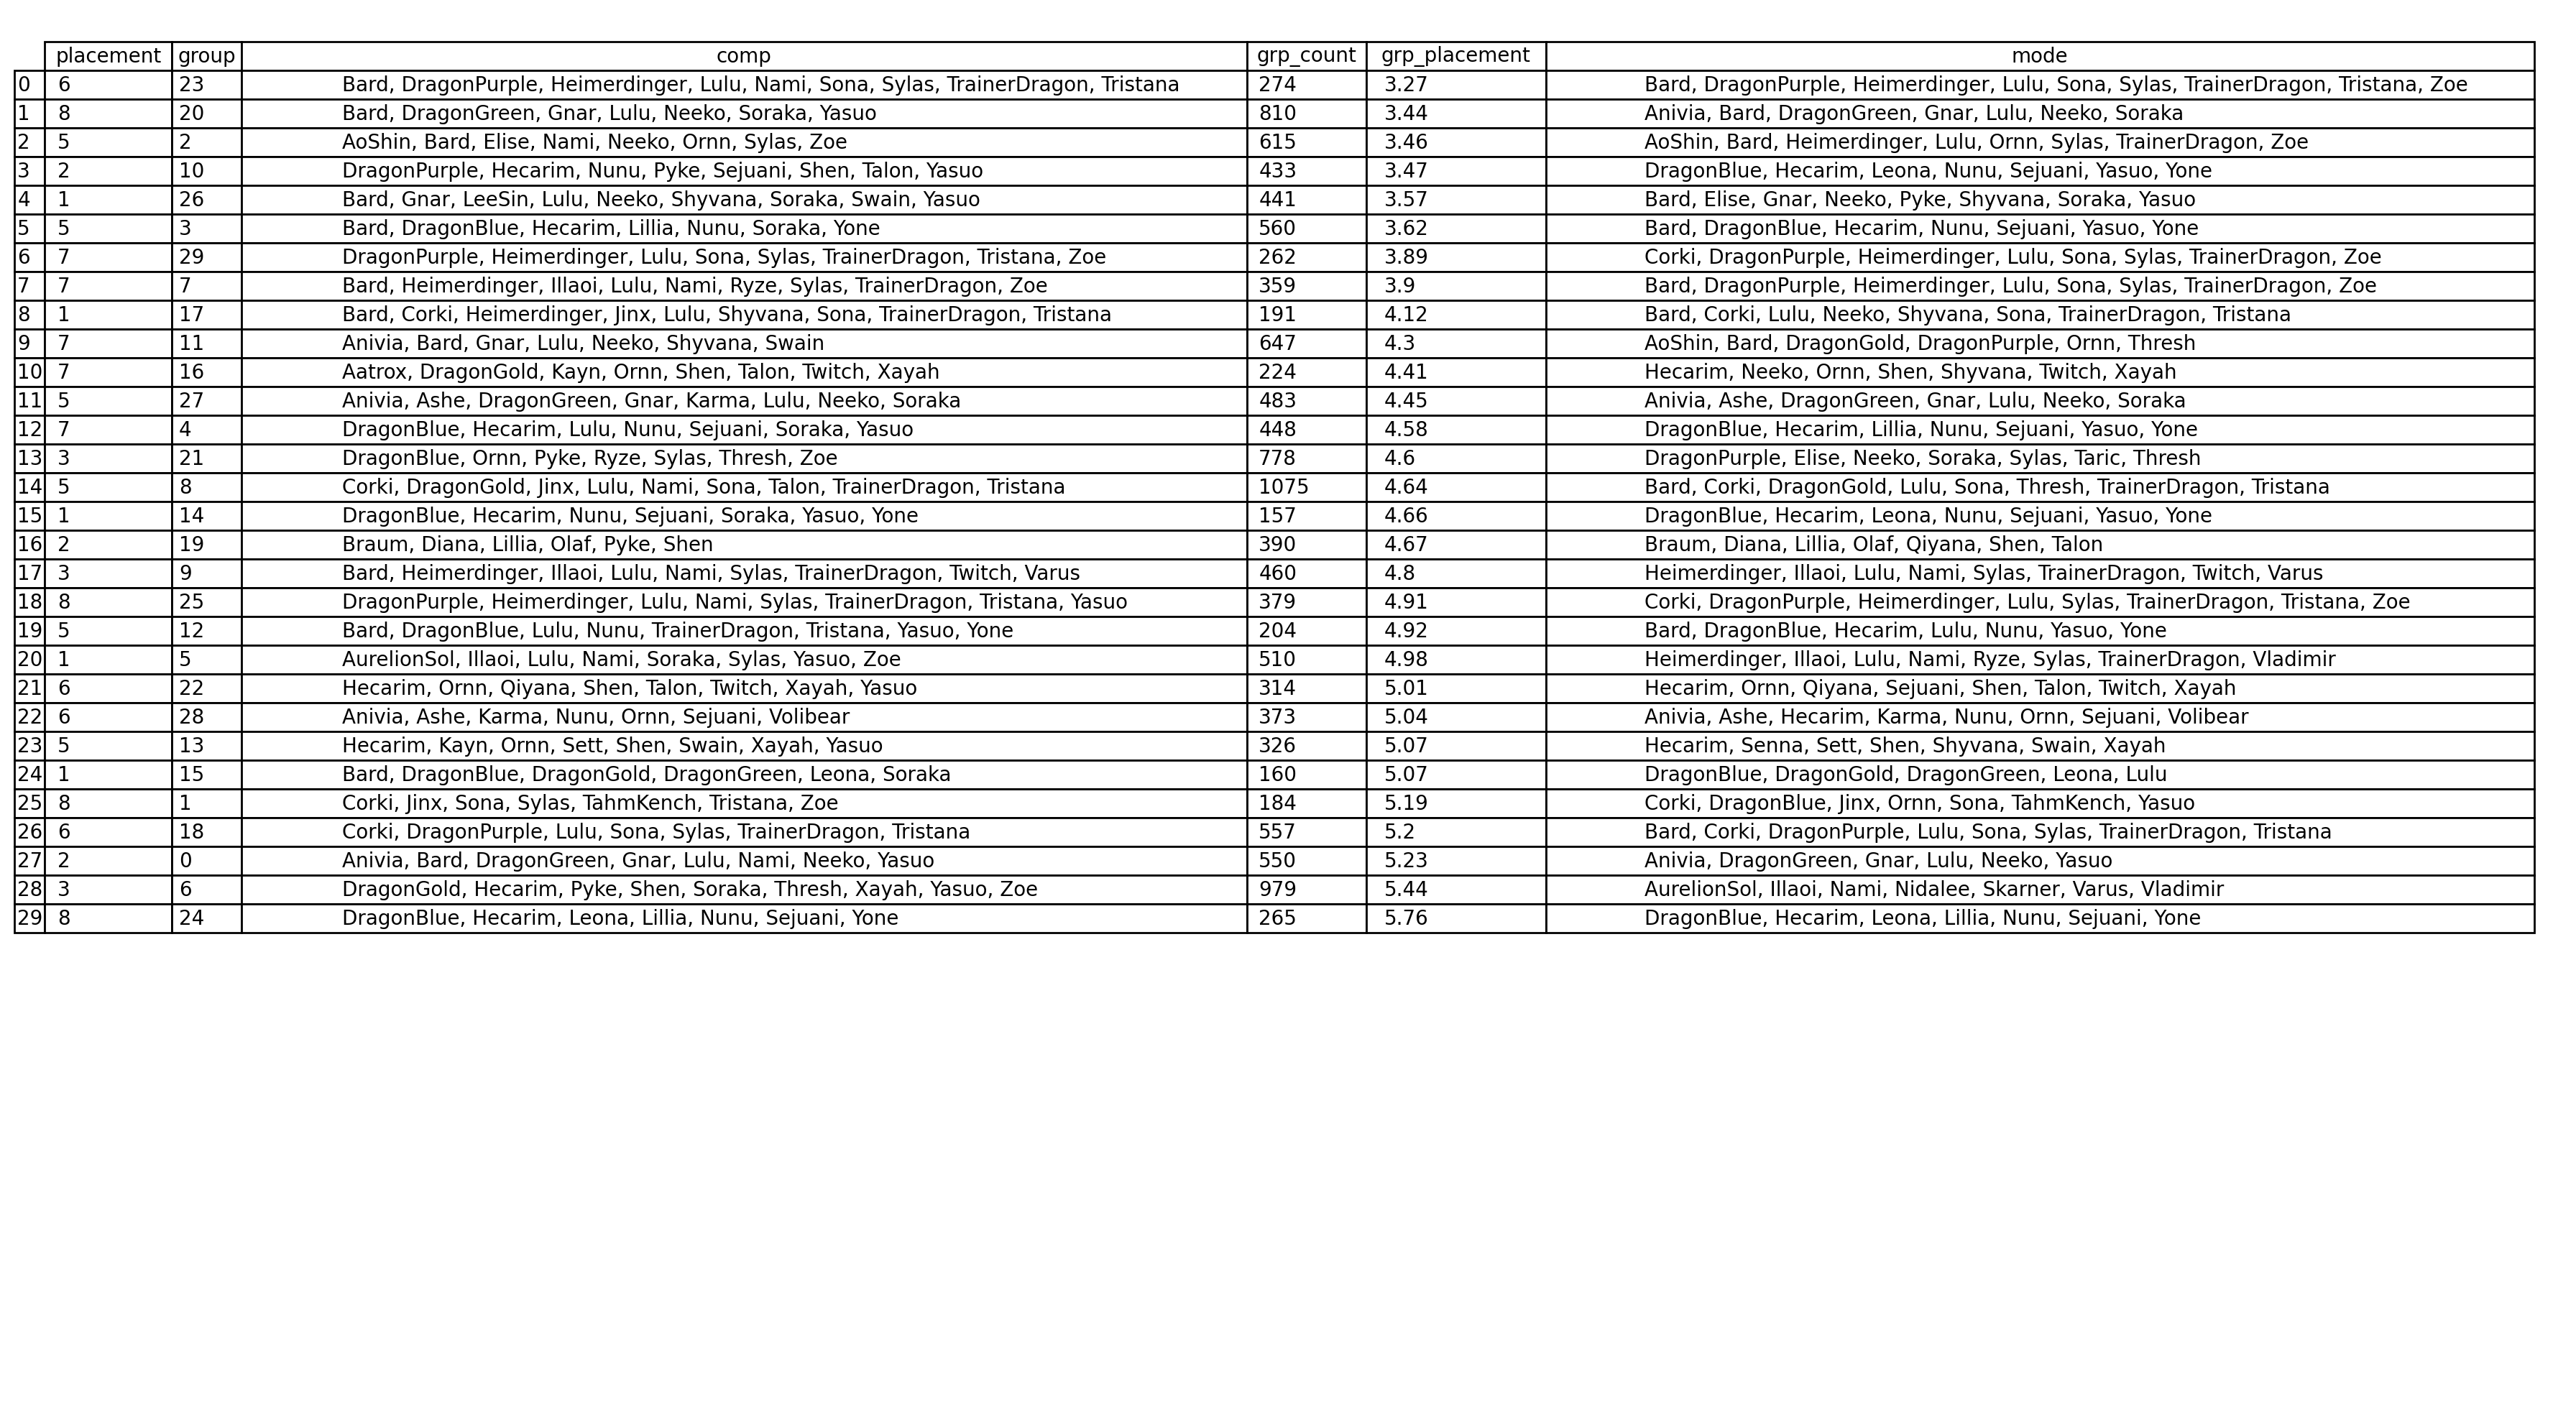 placement group comp grp_count grp_placement mode
0 6 23 Bard, DragonPurple, Heimerdinger, Lulu, Nami, Sona, Sylas, TrainerDragon, Tristana 274 3.27 Bard, DragonPurple, Heimerdinger, Lulu, Sona, Sylas, TrainerDragon, Tristana, Zoe
1 8 20 Bard, DragonGreen, Gnar, Lulu, Neeko, Soraka, Yasuo 810 3.44 Anivia, Bard, DragonGreen, Gnar, Lulu, Neeko, Soraka
2 5 2 AoShin, Bard, Elise, Nami, Neeko, Ornn, Sylas, Zoe 615 3.46 AoShin, Bard, Heimerdinger, Lulu, Ornn, Sylas, TrainerDragon, Zoe
3 2 10 DragonPurple, Hecarim, Nunu, Pyke, Sejuani, Shen, Talon, Yasuo 433 3.47 DragonBlue, Hecarim, Leona, Nunu, Sejuani, Yasuo, Yone
4 1 26 Bard, Gnar, LeeSin, Lulu, Neeko, Shyvana, Soraka, Swain, Yasuo 441 3.57 Bard, Elise, Gnar, Neeko, Pyke, Shyvana, Soraka, Yasuo
5 5 3 Bard, DragonBlue, Hecarim, Lillia, Nunu, Soraka, Yone 560 3.62 Bard, DragonBlue, Hecarim, Nunu, Sejuani, Yasuo, Yone
6 7 29 DragonPurple, Heimerdinger, Lulu, Sona, Sylas, TrainerDragon, Tristana, Zoe 262 3.89 Corki, DragonPurple, Heimerdinger, Lulu, Sona, Sylas, TrainerDragon, Zoe
7 7 7 Bard, Heimerdinger, Illaoi, Lulu, Nami, Ryze, Sylas, TrainerDragon, Zoe 359 3.9 Bard, DragonPurple, Heimerdinger, Lulu, Sona, Sylas, TrainerDragon, Zoe
8 1 17 Bard, Corki, Heimerdinger, Jinx, Lulu, Shyvana, Sona, TrainerDragon, Tristana 191 4.12 Bard, Corki, Lulu, Neeko, Shyvana, Sona, TrainerDragon, Tristana
9 7 11 Anivia, Bard, Gnar, Lulu, Neeko, Shyvana, Swain 647 4.3 AoShin, Bard, DragonGold, DragonPurple, Ornn, Thresh
10 7 16 Aatrox, DragonGold, Kayn, Ornn, Shen, Talon, Twitch, Xayah 224 4.41 Hecarim, Neeko, Ornn, Shen, Shyvana, Twitch, Xayah
11 5 27 Anivia, Ashe, DragonGreen, Gnar, Karma, Lulu, Neeko, Soraka 483 4.45 Anivia, Ashe, DragonGreen, Gnar, Lulu, Neeko, Soraka
12 7 4 DragonBlue, Hecarim, Lulu, Nunu, Sejuani, Soraka, Yasuo 448 4.58 DragonBlue, Hecarim, Lillia, Nunu, Sejuani, Yasuo, Yone
13 3 21 DragonBlue, Ornn, Pyke, Ryze, Sylas, Thresh, Zoe 778 4.6 DragonPurple, Elise, Neeko, Soraka, Sylas, Taric, Thresh
14 5 8 Corki, DragonGold, Jinx, Lulu, Nami, Sona, Talon, TrainerDragon, Tristana 1075 4.64 Bard, Corki, DragonGold, Lulu, Sona, Thresh, TrainerDragon, Tristana
15 1 14 DragonBlue, Hecarim, Nunu, Sejuani, Soraka, Yasuo, Yone 157 4.66 DragonBlue, Hecarim, Leona, Nunu, Sejuani, Yasuo, Yone
16 2 19 Braum, Diana, Lillia, Olaf, Pyke, Shen 390 4.67 Braum, Diana, Lillia, Olaf, Qiyana, Shen, Talon
17 3 9 Bard, Heimerdinger, Illaoi, Lulu, Nami, Sylas, TrainerDragon, Twitch, Varus 460 4.8 Heimerdinger, Illaoi, Lulu, Nami, Sylas, TrainerDragon, Twitch, Varus
18 8 25 DragonPurple, Heimerdinger, Lulu, Nami, Sylas, TrainerDragon, Tristana, Yasuo 379 4.91 Corki, DragonPurple, Heimerdinger, Lulu, Sylas, TrainerDragon, Tristana, Zoe
19 5 12 Bard, DragonBlue, Lulu, Nunu, TrainerDragon, Tristana, Yasuo, Yone 204 4.92 Bard, DragonBlue, Hecarim, Lulu, Nunu, Yasuo, Yone
20 1 5 AurelionSol, Illaoi, Lulu, Nami, Soraka, Sylas, Yasuo, Zoe 510 4.98 Heimerdinger, Illaoi, Lulu, Nami, Ryze, Sylas, TrainerDragon, Vladimir
21 6 22 Hecarim, Ornn, Qiyana, Shen, Talon, Twitch, Xayah, Yasuo 314 5.01 Hecarim, Ornn, Qiyana, Sejuani, Shen, Talon, Twitch, Xayah
22 6 28 Anivia, Ashe, Karma, Nunu, Ornn, Sejuani, Volibear 373 5.04 Anivia, Ashe, Hecarim, Karma, Nunu, Ornn, Sejuani, Volibear
23 5 13 Hecarim, Kayn, Ornn, Sett, Shen, Swain, Xayah, Yasuo 326 5.07 Hecarim, Senna, Sett, Shen, Shyvana, Swain, Xayah
24 1 15 Bard, DragonBlue, DragonGold, DragonGreen, Leona, Soraka 160 5.07 DragonBlue, DragonGold, DragonGreen, Leona, Lulu
25 8 1 Corki, Jinx, Sona, Sylas, TahmKench, Tristana, Zoe 184 5.19 Corki, DragonBlue, Jinx, Ornn, Sona, TahmKench, Yasuo
26 6 18 Corki, DragonPurple, Lulu, Sona, Sylas, TrainerDragon, Tristana 557 5.2 Bard, Corki, DragonPurple, Lulu, Sona, Sylas, TrainerDragon, Tristana
27 2 0 Anivia, Bard, DragonGreen, Gnar, Lulu, Nami, Neeko, Yasuo 550 5.23 Anivia, DragonGreen, Gnar, Lulu, Neeko, Yasuo
28 3 6 DragonGold, Hecarim, Pyke, Shen, Soraka, Thresh, Xayah, Yasuo, Zoe 979 5.44 AurelionSol, Illaoi, Nami, Nidalee, Skarner, Varus, Vladimir
29 8 24 DragonBlue, Hecarim, Leona, Lillia, Nunu, Sejuani, Yone 265 5.76 DragonBlue, Hecarim, Leona, Lillia, Nunu, Sejuani, Yone